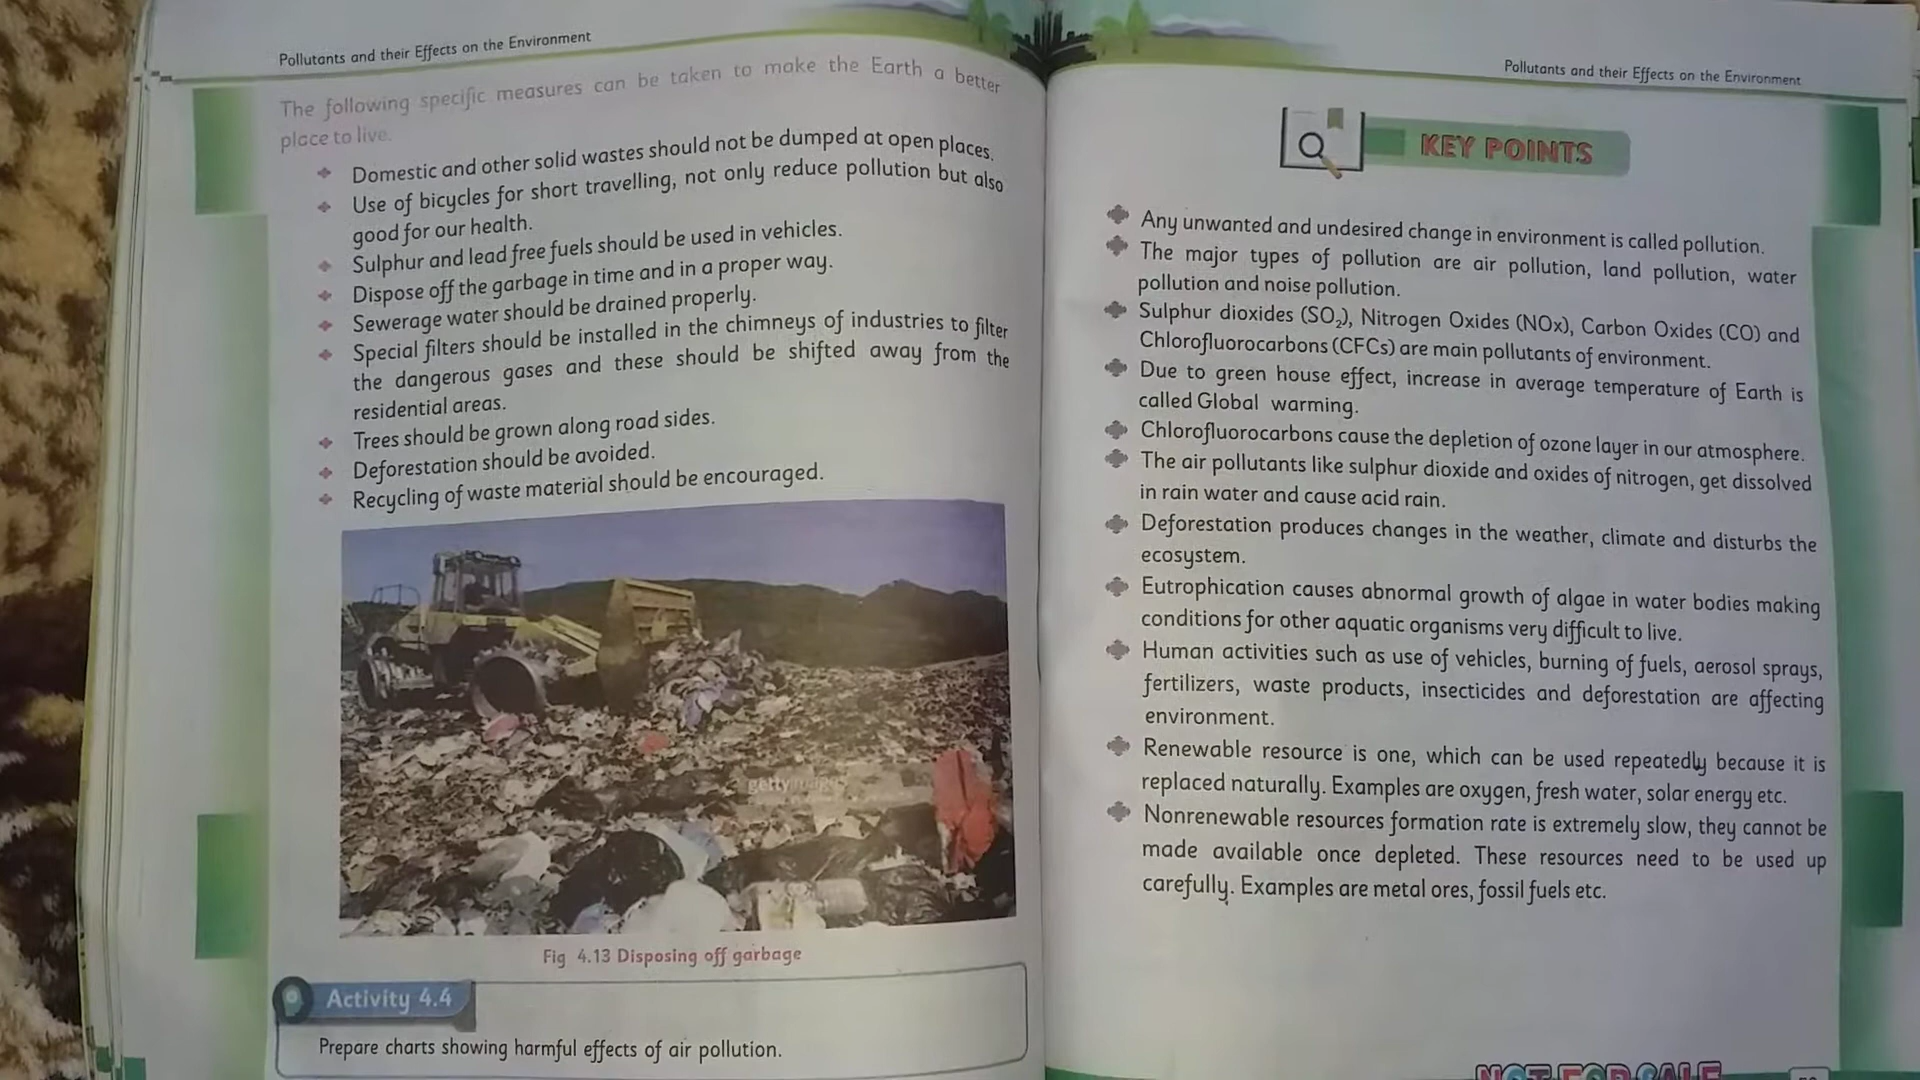 Pollutants and their Effects on the Environment
The following specific measures can be taken to make the Earth a better
place to live.
Domestic and other solid wastes should not be dumped at open places.
Use of bicycles for short travelling, not only reduce pollution but also
good for our health.
Sulphur and lead free fuels should be used in vehicles.
Dispose off the garbage in time and in a proper way.
Sewerage water should be drained properly.
Special filters should be installed in the chimneys of industries to filter
the dangerous gases and these should be shifted away from the
residential areas.
Trees should be grown along road sides.
Deforestation should be avoided.
Recycling of waste material should be encouraged.
gettyimages
Fig 4.13 Disposing off garbage
Activity 4.4
Prepare charts showing harmful effects of air pollution.
Pollutants and their Effects on the Environment
KEY POINTS
Any unwanted and undesired change in environment is called pollution.
The major types of pollution are air pollution, land pollution, water
pollution and noise pollution.
Sulphur dioxides (SO₂), Nitrogen Oxides (NOx), Carbon Oxides (CO) and
Chlorofluorocarbons (CFCs) are main pollutants of environment.
Due to green house effect, increase in average temperature of Earth is
called Global warming.
Chlorofluorocarbons cause the depletion of ozone layer in our atmosphere.
The air pollutants like sulphur dioxide and oxides of nitrogen, get dissolved
in rain water and cause acid rain.
Deforestation produces changes in the weather, climate and disturbs the
ecosystem.
Eutrophication causes abnormal growth of algae in water bodies making
conditions for other aquatic organisms very difficult to live.
Human activities such as use of vehicles, burning of fuels, aerosol sprays,
fertilizers, waste products, insecticides and deforestation are affecting
environment.
Renewable resource is one, which can be used repeatedly because it is
replaced naturally. Examples are oxygen, fresh water, solar energy etc.
Nonrenewable resources formation rate is extremely slow, they cannot be
made available once depleted. These resources need to be used up
carefully. Examples are metal ores, fossil fuels etc.
NOT FOR SALE